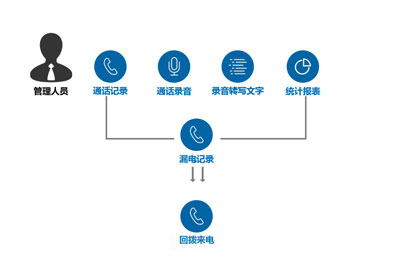 管理人员
通话记录
通话录音
录音转写文字
统计报表
漏电记录
回拨来电